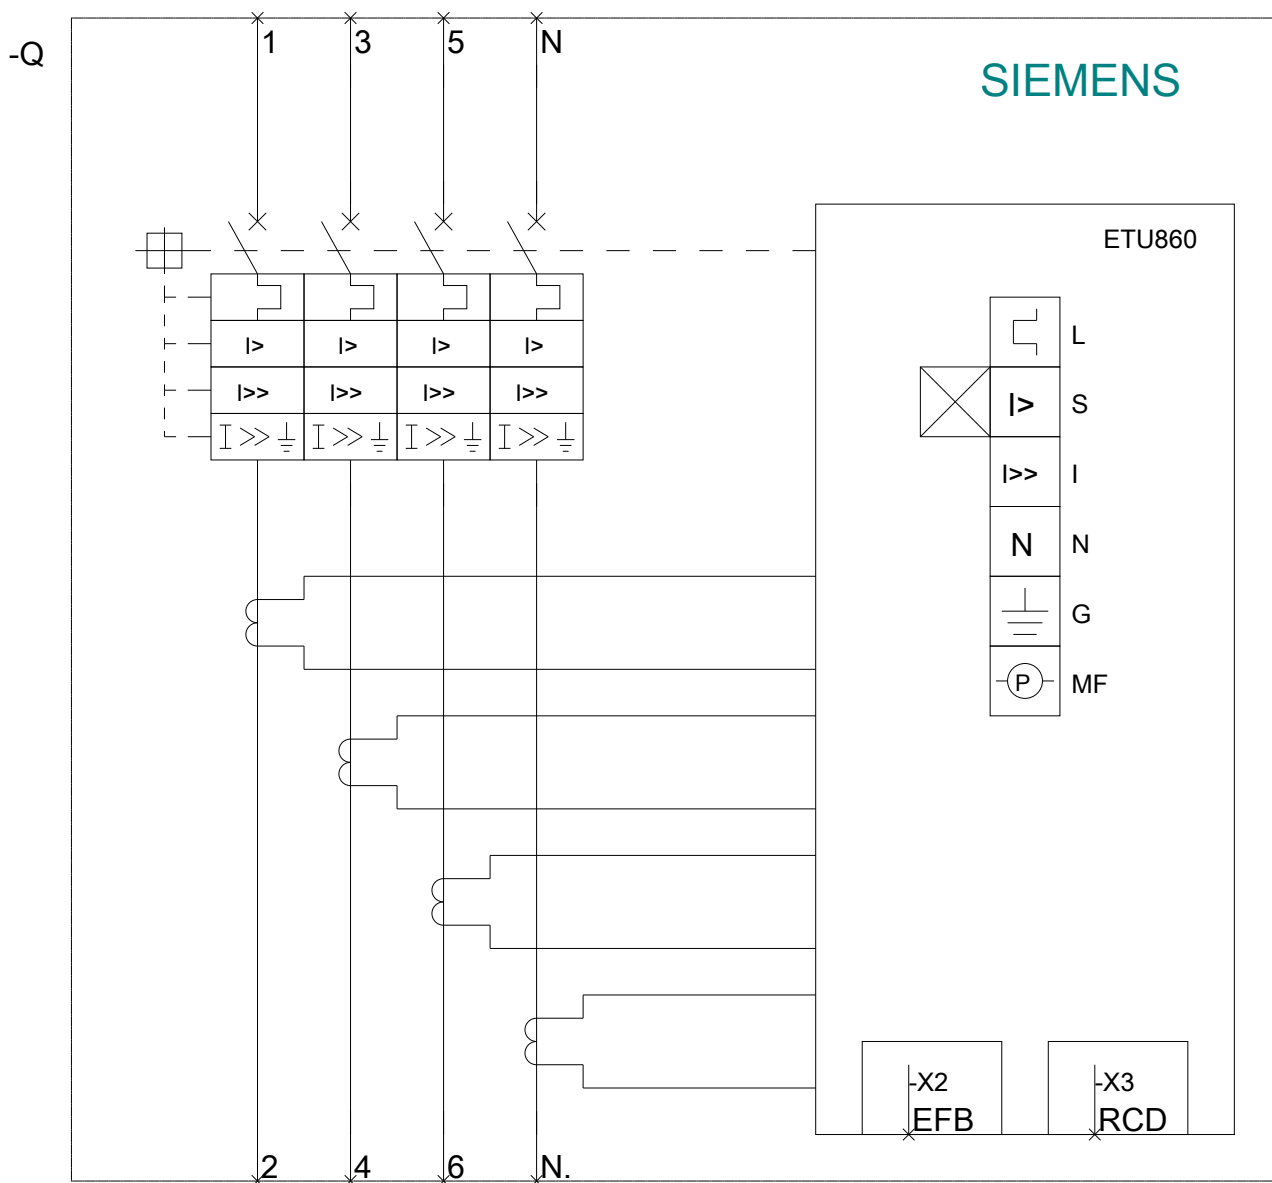 1 3 5 N
-Q
SIEMENS
ETU860
L
I> I> I> I> 
I>> I>> I>> I>>
I >> I >> I >> I >>
I> S
I>> I
N N
G
P MF
-X2 -X3
EFB RCD
2 4 6 N.